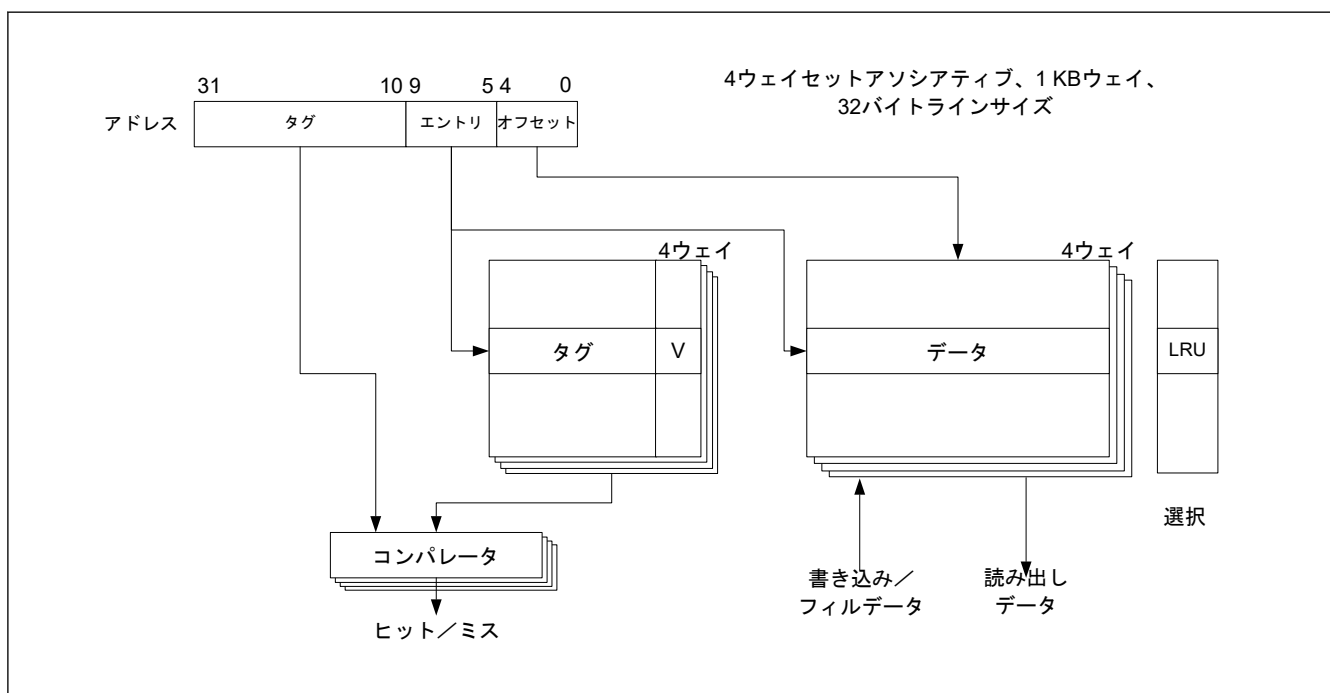 31 10 9 5 4 0
4ウェイセットアソシアティブ、1 KBウェイ、
32バイトラインサイズ
アドレス タグ エントリ オフセット
4ウェイ 4ウェイ
タグ V データ LRU
選択
コンパレータ
書き込み／
フィルデータ
読み出し
データ
ヒット／ミス